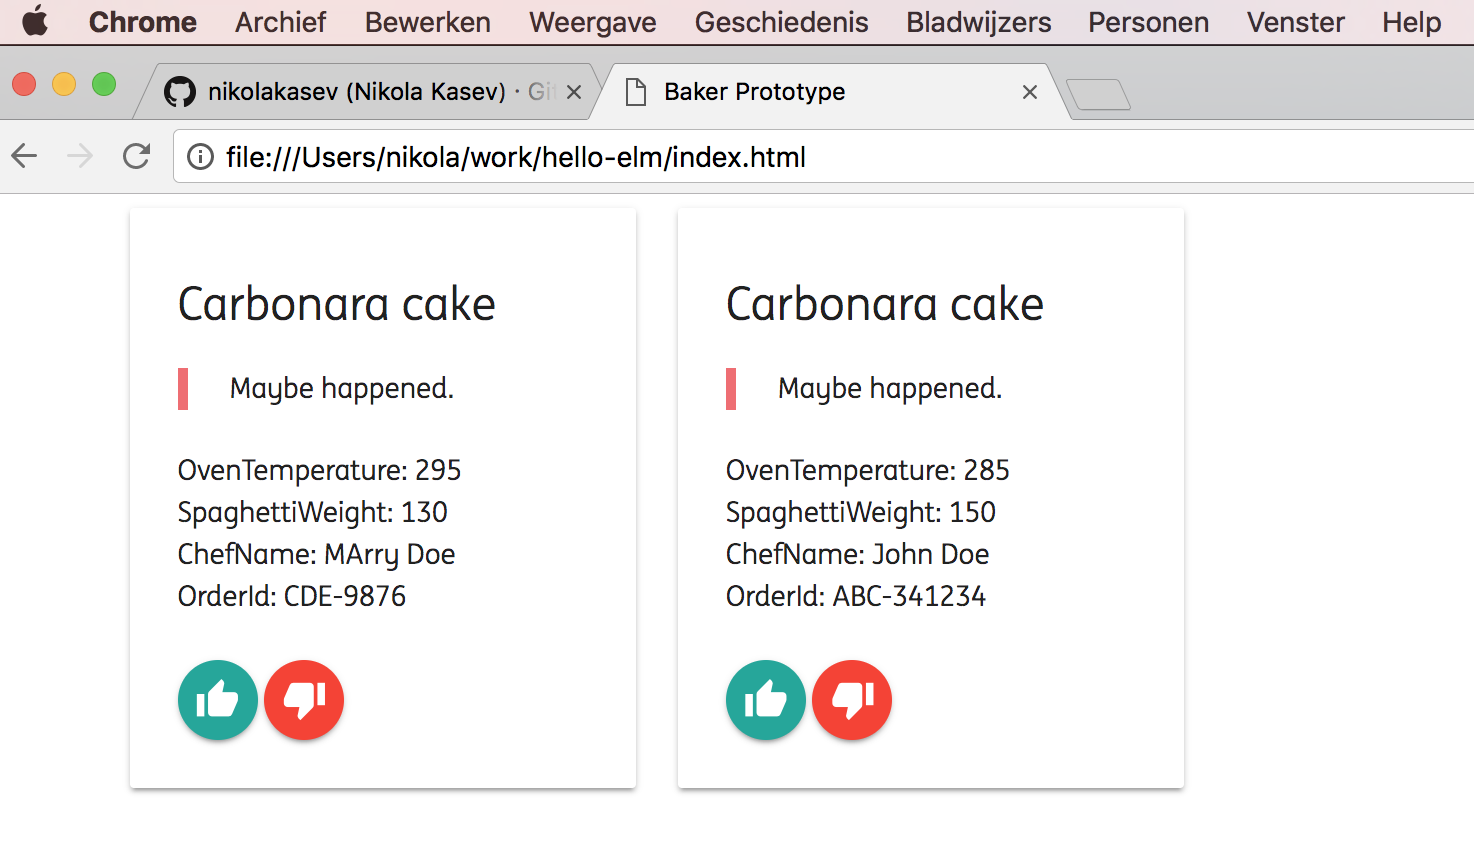 Chrome Archief Bewerken Weergave Geschiedenis Bladwijzers Personen Venster Help
nikolakasev (Nikola Kasev) · Git
Baker Prototype
file:///Users/nikola/work/hello-elm/index.html
Carbonara cake
Maybe happened.
OvenTemperature: 295
SpaghettiWeight: 130
ChefName: MArry Doe
OrderId: CDE-9876
Carbonara cake
Maybe happened.
OvenTemperature: 285
SpaghettiWeight: 150
ChefName: John Doe
OrderId: ABC-341234